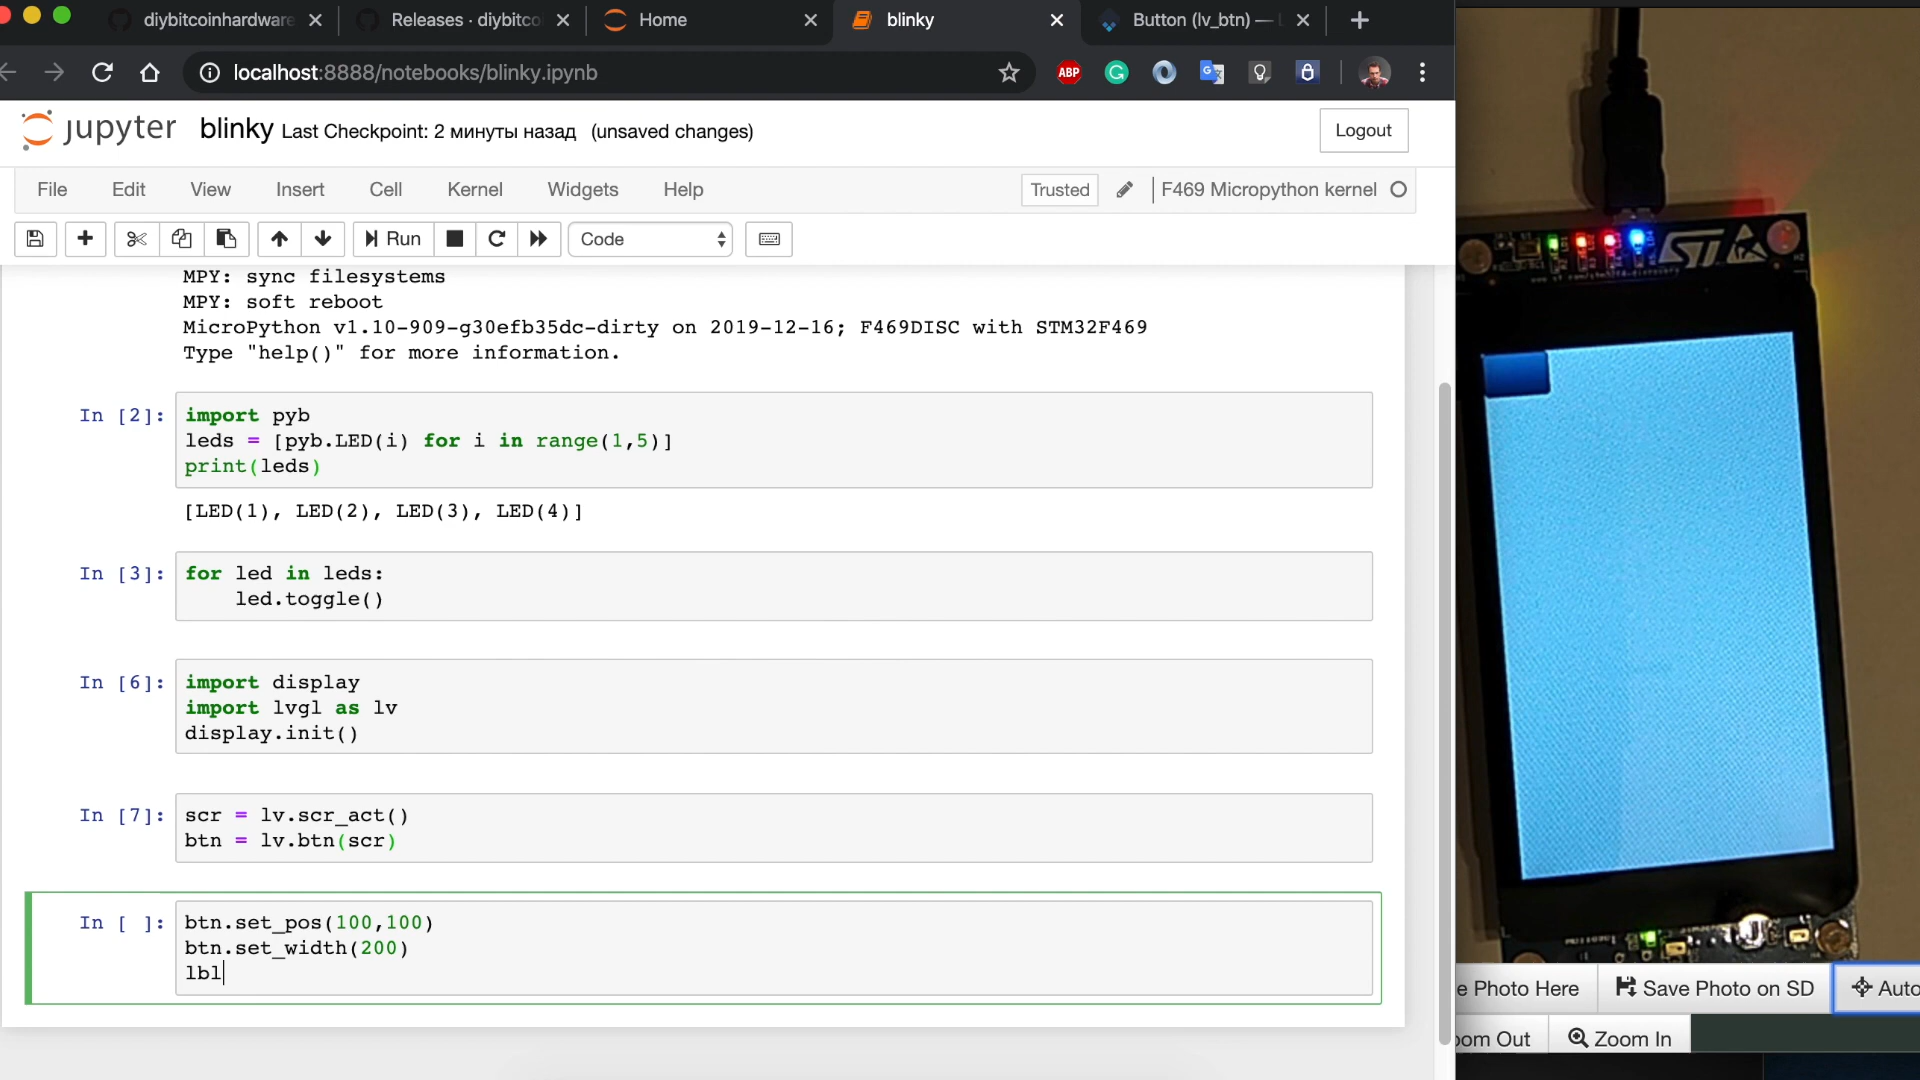 diybitcoinhardware
Releases · diybitco
Home
blinky
Button (lv_btn) —
localhost:8888/notebooks/blinky.ipynb
ABP
jupyter blinky Last Checkpoint: 2 минуты назад (unsaved changes)
Logout
File Edit View Insert Cell Kernel Widgets Help
Trusted
F469 Micropython kernel
Run
Code
MPY: sync filesystems
MPY: soft reboot
MicroPython v1.10-909-g30efb35dc-dirty on 2019-12-16; F469DISC with STM32F469
Type "help()" for more information.
In [2]:
import pyb
leds = [pyb.LED(i) for i in range(1,5)]
print(leds)
[LED(1), LED(2), LED(3), LED(4)]
In [3]:
for led in leds:
led.toggle()
In [6]:
import display
import lvgl as lv
display.init()
In [7]:
scr = lv.scr_act()
btn = lv.btn(scr)
In [ ]:
btn.set_pos(100,100)
btn.set_width(200)
lbl
ST
e Photo Here
Save Photo on SD
Auto
oom Out
Zoom In